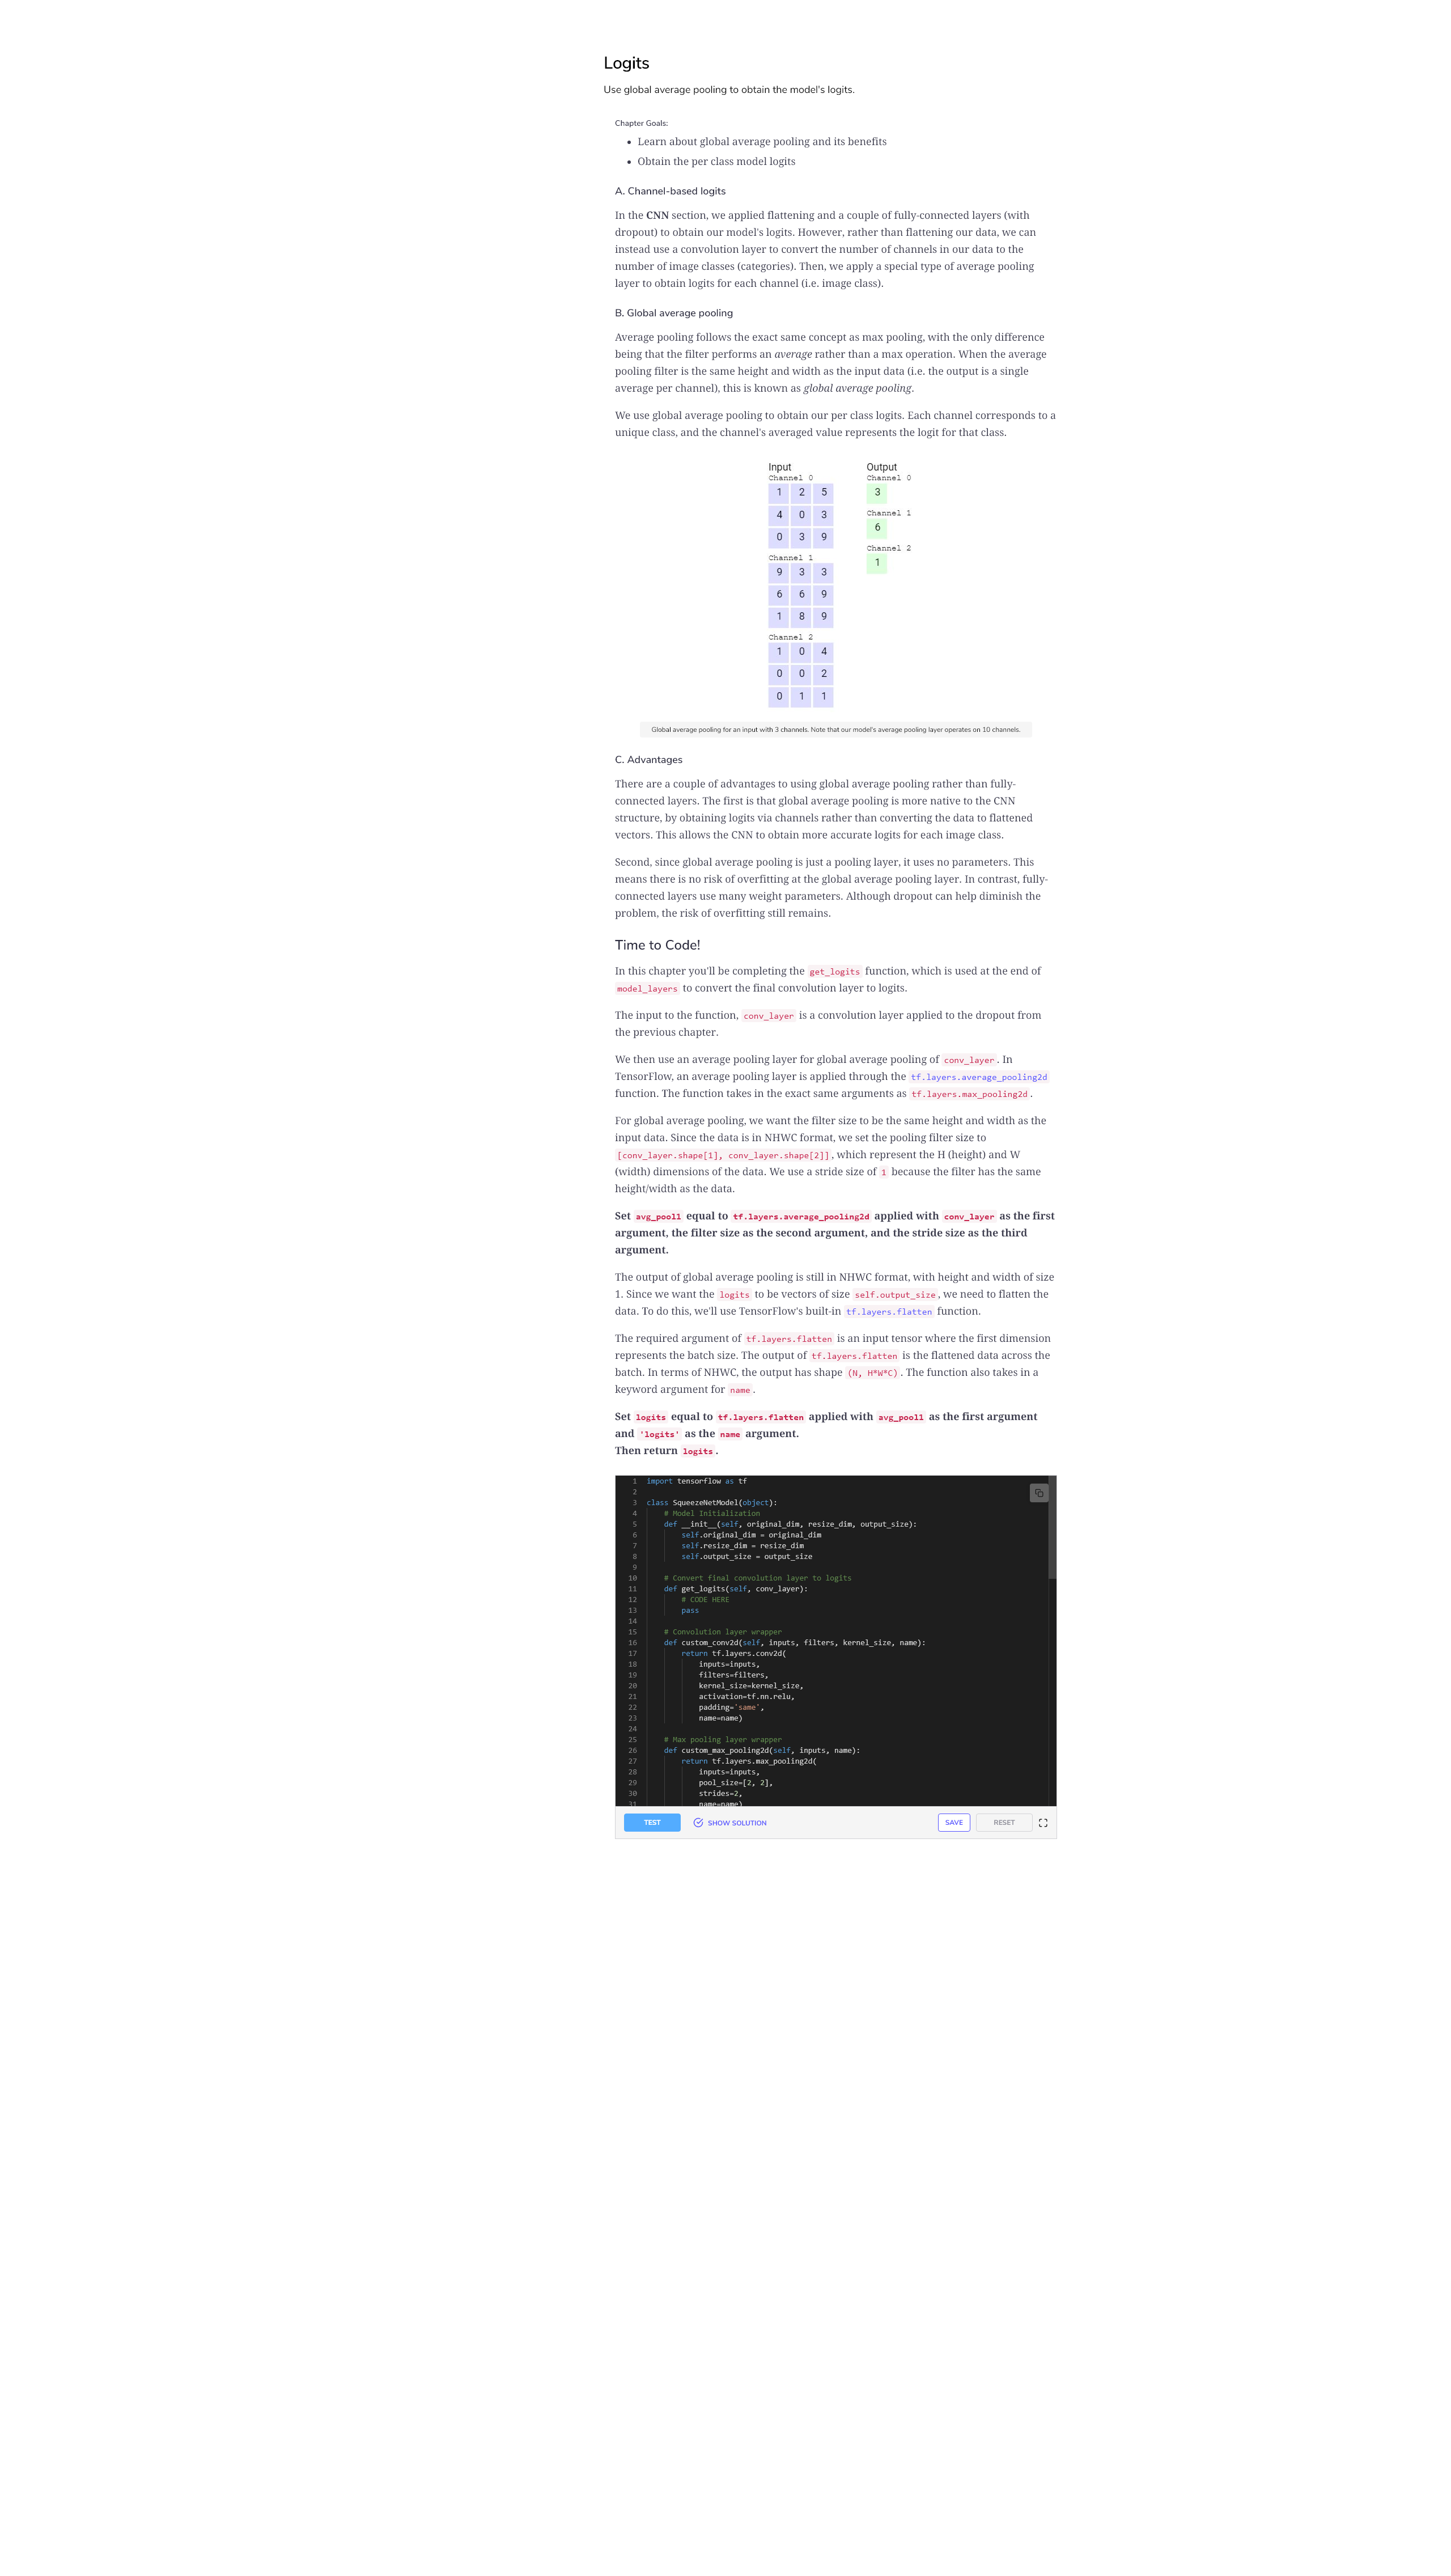 Logits
Use global average pooling to obtain the model's logits.
Chapter Goals:
• Learn about global average pooling and its benefits
• Obtain the per class model logits
A. Channel-based logits
In the CNN section, we applied flattening and a couple of fully-connected layers (with
dropout) to obtain our model's logits. However, rather than flattening our data, we can
instead use a convolution layer to convert the number of channels in our data to the
number of image classes (categories). Then, we apply a special type of average pooling
layer to obtain logits for each channel (i.e. image class).
B. Global average pooling
Average pooling follows the exact same concept as max pooling, with the only difference
being that the filter performs an average rather than a max operation. When the average
pooling filter is the same height and width as the input data (i.e. the output is a single
average per channel), this is known as global average pooling.
We use global average pooling to obtain our per class logits. Each channel corresponds to a
unique class, and the channel's averaged value represents the logit for that class.
Input
Channel 0
1 2 5
4 0 3
0 3 9
Channel 1
9 3 3
6 6 9
1 8 9
Channel 2
1 0 4
0 0 2
0 1 1
Output
Channel 0
3
Channel 1
6
Channel 2
1
Global average pooling for an input with 3 channels. Note that our model's average pooling layer operates on 10 channels.
C. Advantages
There are a couple of advantages to using global average pooling rather than fully-
connected layers. The first is that global average pooling is more native to the CNN
structure, by obtaining logits via channels rather than converting the data to flattened
vectors. This allows the CNN to obtain more accurate logits for each image class.
Second, since global average pooling is just a pooling layer, it uses no parameters. This
means there is no risk of overfitting at the global average pooling layer. In contrast, fully-
connected layers use many weight parameters. Although dropout can help diminish the
problem, the risk of overfitting still remains.
Time to Code!
In this chapter you'll be completing the get_logits function, which is used at the end of
model_layers to convert the final convolution layer to logits.
The input to the function, conv_layer is a convolution layer applied to the dropout from
the previous chapter.
We then use an average pooling layer for global average pooling of conv_layer. In
TensorFlow, an average pooling layer is applied through the tf.layers.average_pooling2d
function. The function takes in the exact same arguments as tf.layers.max_pooling2d.
For global average pooling, we want the filter size to be the same height and width as the
input data. Since the data is in NHWC format, we set the pooling filter size to
[conv_layer.shape[1], conv_layer.shape[2]], which represent the H (height) and W
(width) dimensions of the data. We use a stride size of 1 because the filter has the same
height/width as the data.
Set avg_pool1 equal to tf.layers.average_pooling2d applied with conv_layer as the first
argument, the filter size as the second argument, and the stride size as the third
argument.
The output of global average pooling is still in NHWC format, with height and width of size
1. Since we want the logits to be vectors of size self.output_size, we need to flatten the
data. To do this, we'll use TensorFlow's built-in tf.layers.flatten function.
The required argument of tf.layers.flatten is an input tensor where the first dimension
represents the batch size. The output of tf.layers.flatten is the flattened data across the
batch. In terms of NHWC, the output has shape (N, H*W*C). The function also takes in a
keyword argument for name.
Set logits equal to tf.layers.flatten applied with avg_pool1 as the first argument
and 'logits' as the name argument.
Then return logits.
1 import tensorflow as tf
2
3 class SqueezeNetModel(object):
4 # Model Initialization
5 def __init__(self, original_dim, resize_dim, output_size):
6 self.original_dim = original_dim
7 self.resize_dim = resize_dim
8 self.output_size = output_size
9
10 # Convert final convolution layer to logits
11 def get_logits(self, conv_layer):
12 # CODE HERE
13 pass
14
15 # Convolution layer wrapper
16 def custom_conv2d(self, inputs, filters, kernel_size, name):
17 return tf.layers.conv2d(
18 inputs=inputs,
19 filters=filters,
20 kernel_size=kernel_size,
21 activation=tf.nn.relu,
22 padding='same',
23 name=name)
24
25 # Max pooling layer wrapper
26 def custom_max_pooling2d(self, inputs, name):
27 return tf.layers.max_pooling2d(
28 inputs=inputs,
29 pool_size=[2, 2],
30 strides=2,
31 name=name)
TEST SHOW SOLUTION SAVE RESET